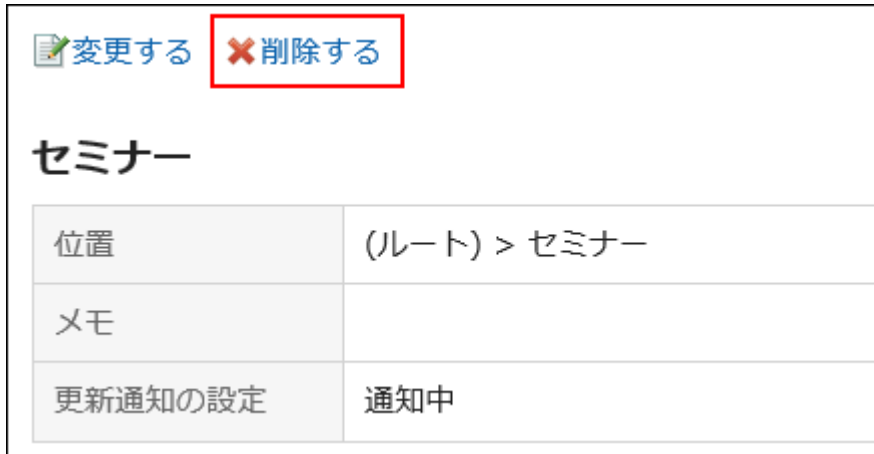 変更する 削除する
セミナー
位置 (ルート) > セミナー
メモ
更新通知の設定 通知中